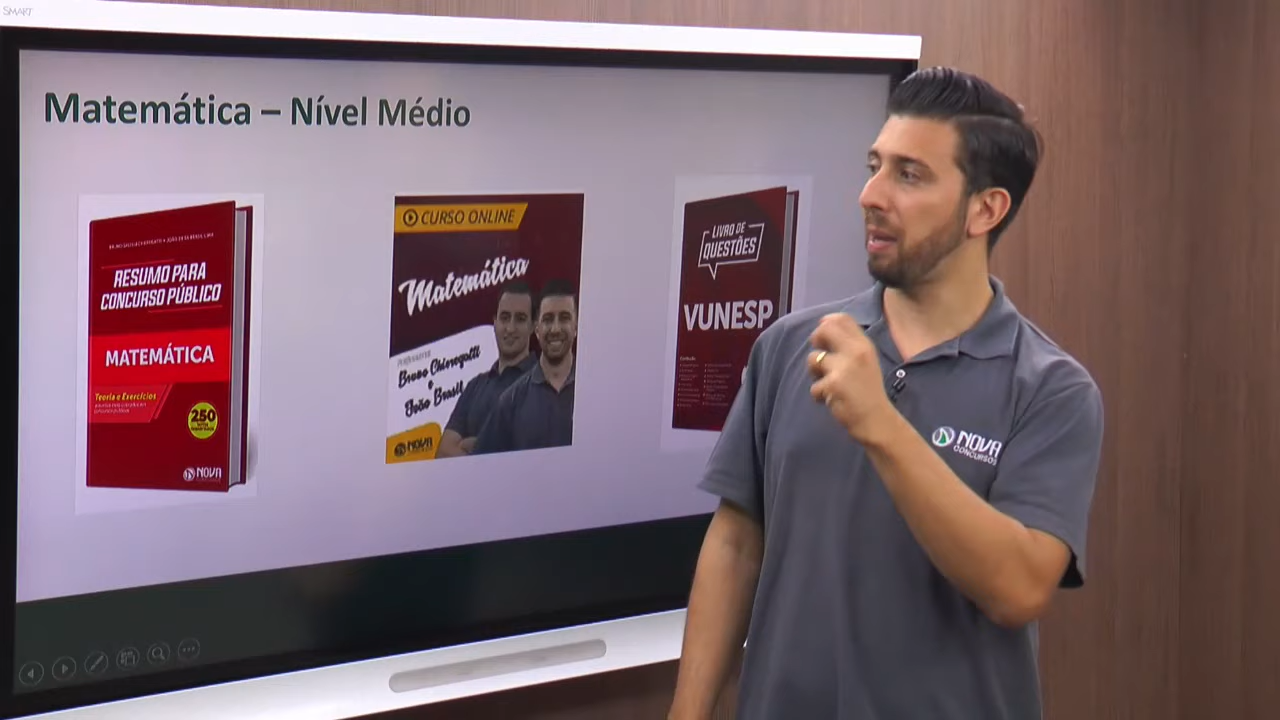 SMART
Matemática – Nível Médio
RESUMO PARA
CONCURSO PÚBLICO
MATEMÁTICA
Teoria e Exercícios
250
NOVA
CURSO ONLINE
Matemática
Bruno Chieregatti
e
João Brasil
NOVA
LIVRO DE
QUESTÕES
VUNESP
NOVA
CONCURSOS